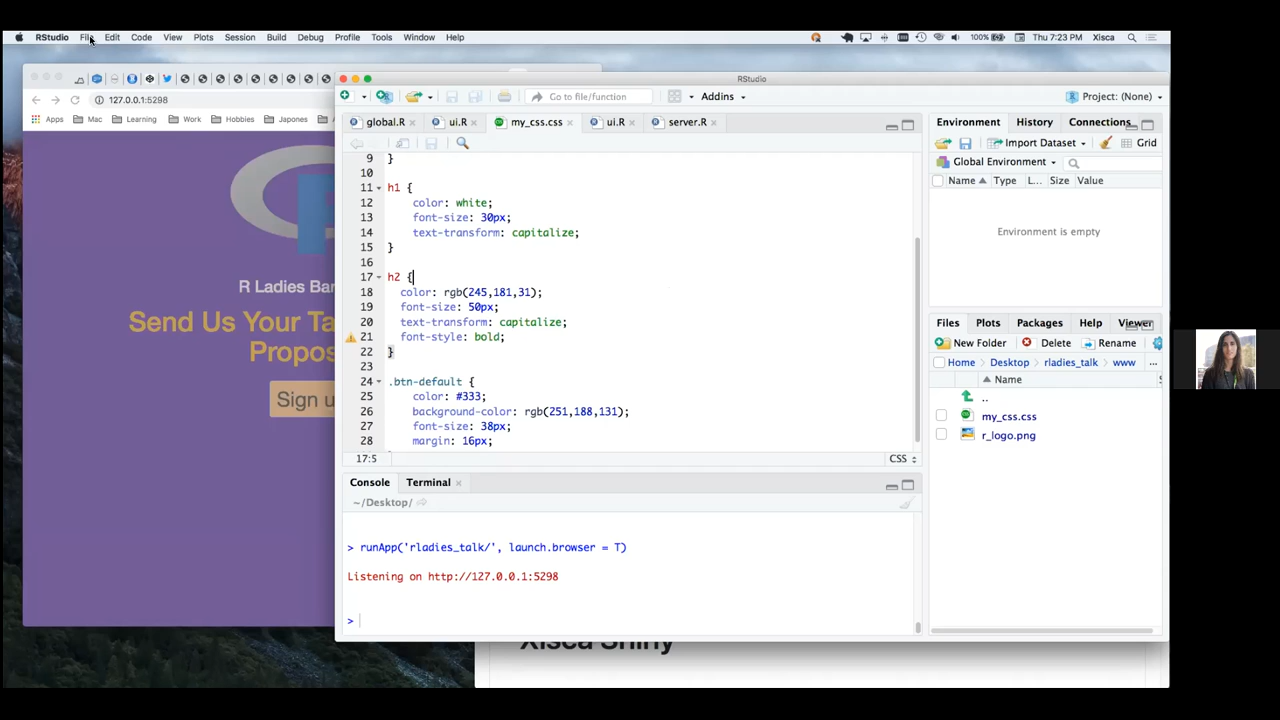 RStudio File Edit Code View Plots Session Build Debug Profile Tools Window Help
100% Thu 7:23 PM Xisca
RStudio
127.0.0.1:5298
Apps Mac Learning Work Hobbies Japones
R Ladies Bar
Send Us Your Ta
Propos
Sign u
Go to file/function
Addins
Project: (None)
global.R ui.R my_css.css ui.R server.R
9 }
10
11 h1 {
12 color: white;
13 font-size: 30px;
14 text-transform: capitalize;
15 }
16
17 h2 {
18 color: rgb(245,181,31);
19 font-size: 50px;
20 text-transform: capitalize;
21 font-style: bold;
22 }
23
24 .btn-default {
25 color: #333;
26 background-color: rgb(251,188,131);
27 font-size: 38px;
28 margin: 16px;
17:5 CSS
Console Terminal
~/Desktop/
> runApp('rladies_talk/', launch.browser = T)
Listening on http://127.0.0.1:5298
>
Environment History Connections
Import Dataset Grid
Global Environment
Name Type L... Size Value
Environment is empty
Files Plots Packages Help Viewer
New Folder Delete Rename
Home Desktop rladies_talk www ...
Name S
..
my_css.css
r_logo.png
Xisca Shiny